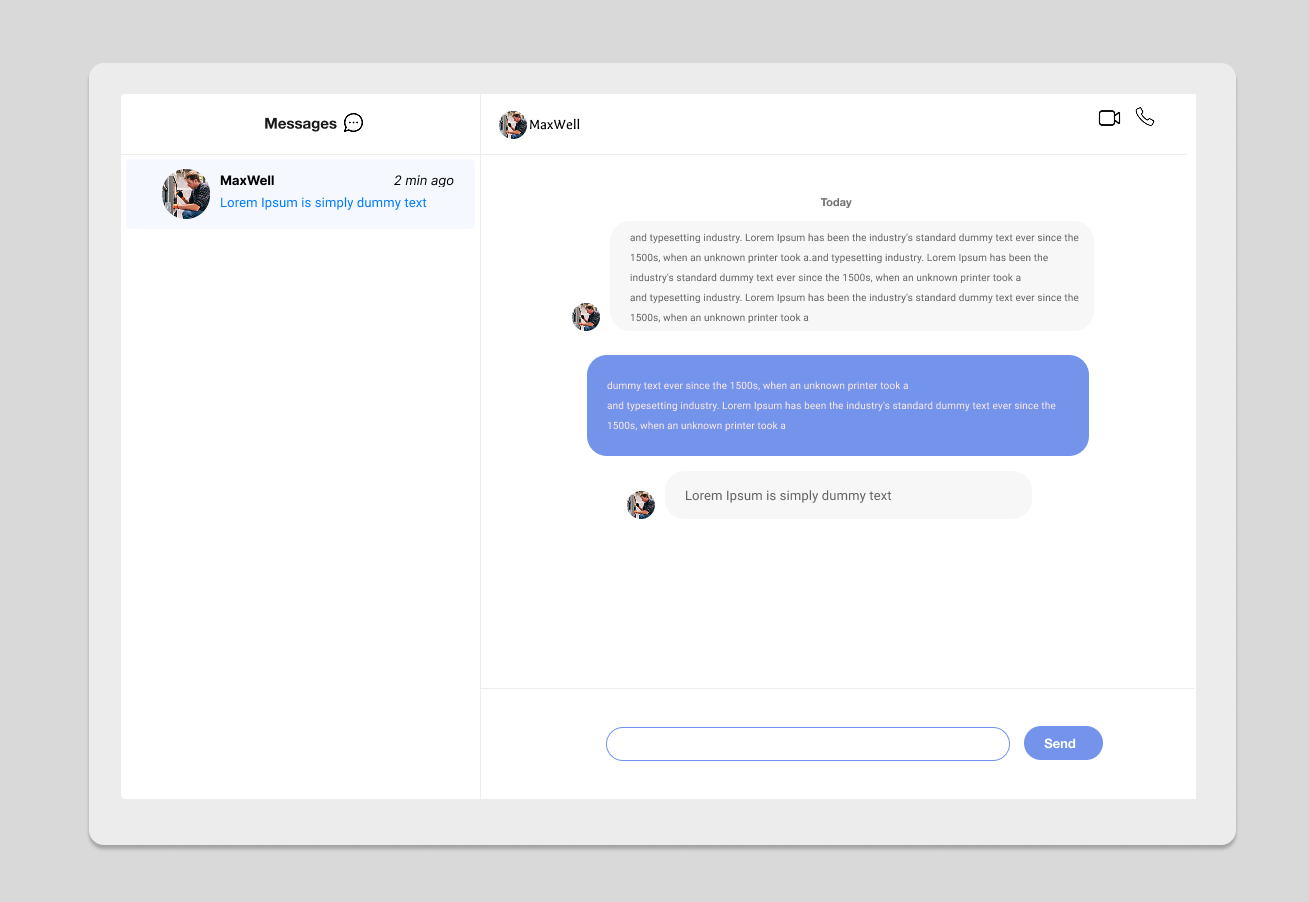 Messages
MaxWell
MaxWell
2 min ago
Lorem Ipsum is simply dummy text
Today
and typesetting industry. Lorem Ipsum has been the industry's standard dummy text ever since the
1500s, when an unknown printer took a.and typesetting industry. Lorem Ipsum has been the
industry's standard dummy text ever since the 1500s, when an unknown printer took a
and typesetting industry. Lorem Ipsum has been the industry's standard dummy text ever since the
1500s, when an unknown printer took a
dummy text ever since the 1500s, when an unknown printer took a
and typesetting industry. Lorem Ipsum has been the industry's standard dummy text ever since the
1500s, when an unknown printer took a
Lorem Ipsum is simply dummy text
Send